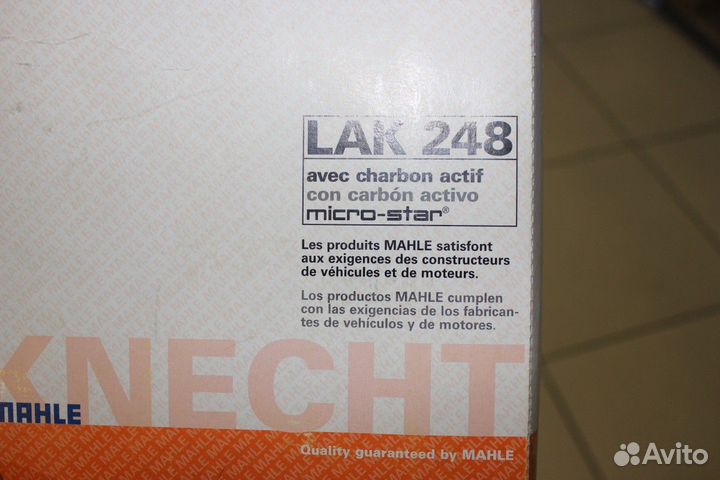 LAK 248
avec charbon actif
con carbón activo
micro-star®
Les produits MAHLE satisfont
aux exigences des constructeurs
de véhicules et de moteurs.
Los productos MAHLE cumplen
con las exigencias de los fabrican-
tes de vehículos y de motores.
KNECHT
MAHLE
Quality guaranteed by MAHLE
Avito